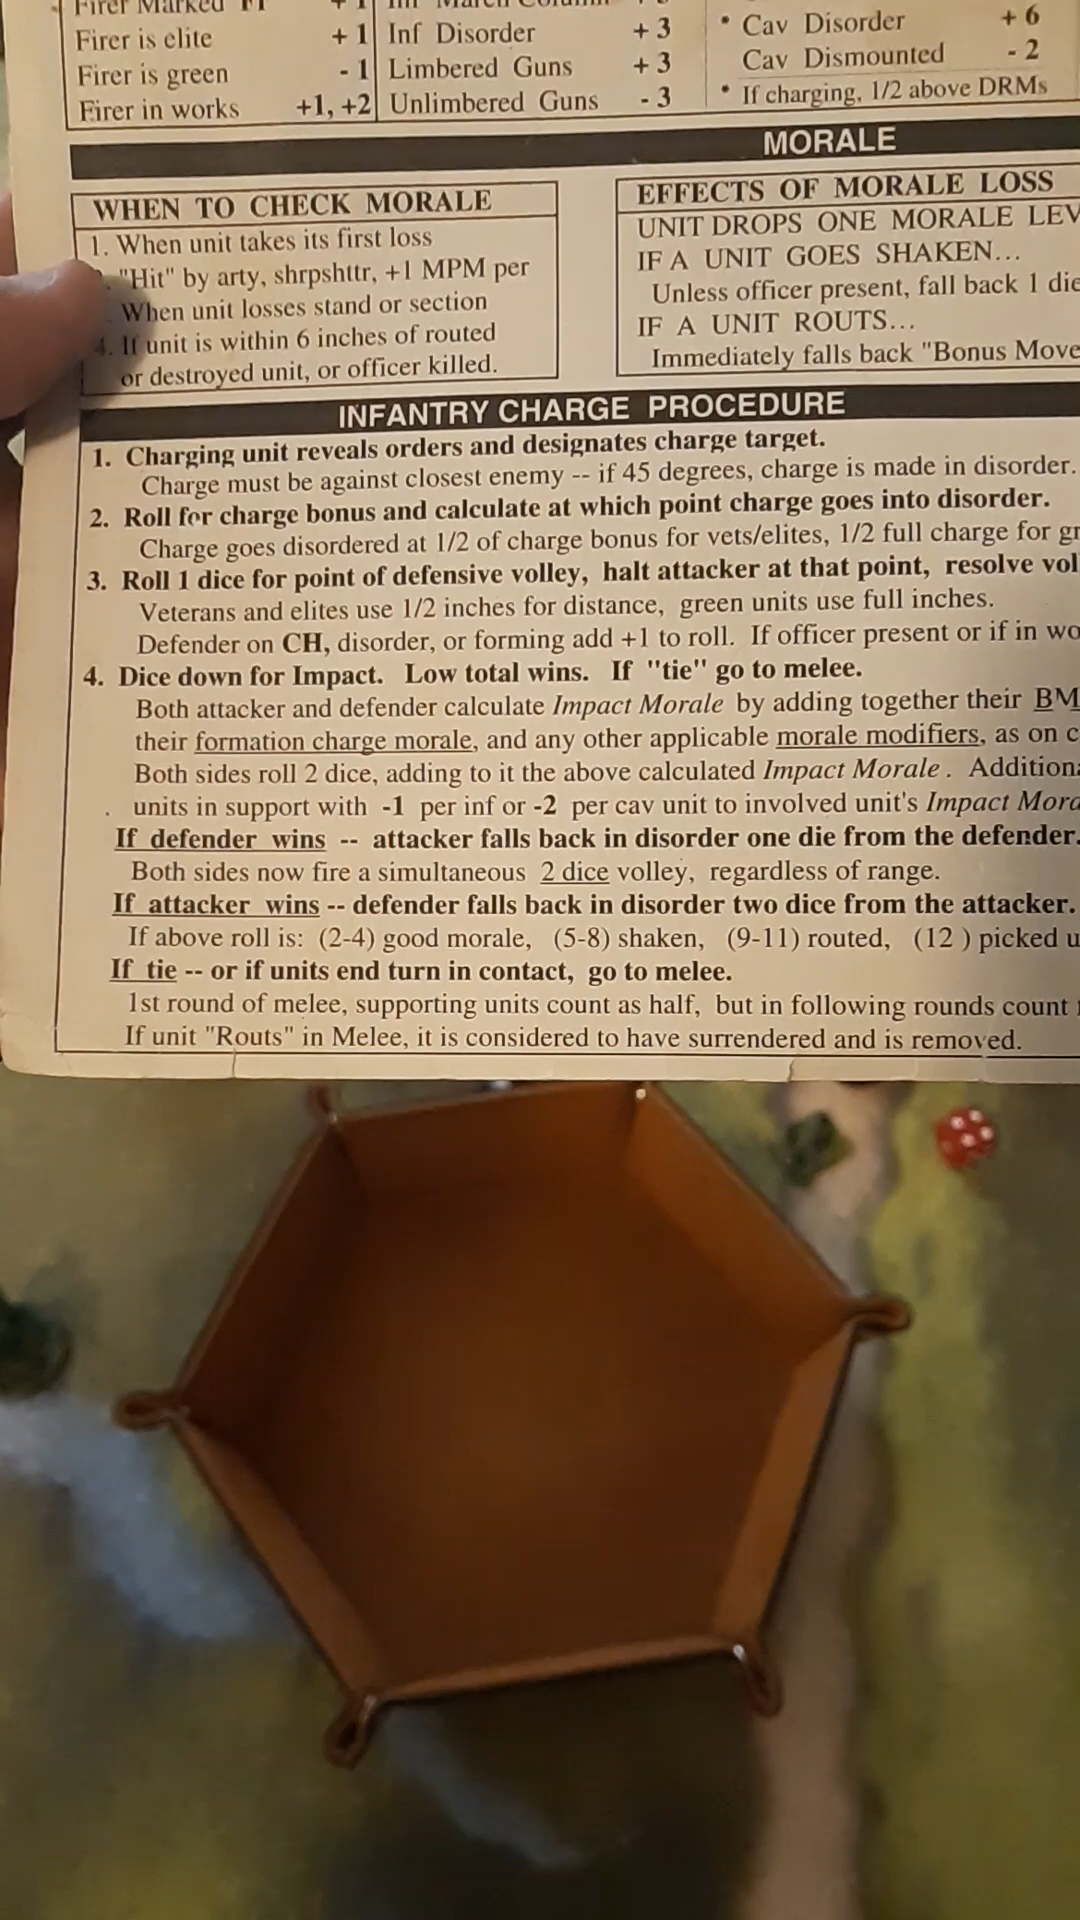 Firer Marked
Firer is elite +1 Inf Disorder +3 * Cav Disorder +6
Firer is green -1 Limbered Guns +3 Cav Dismounted -2
Firer in works +1, +2 Unlimbered Guns -3 * If charging, 1/2 above DRMs
MORALE
WHEN TO CHECK MORALE
1. When unit takes its first loss
"Hit" by arty, shrpshttr, +1 MPM per
When unit losses stand or section
4. If unit is within 6 inches of routed
or destroyed unit, or officer killed.
EFFECTS OF MORALE LOSS
UNIT DROPS ONE MORALE LEV
IF A UNIT GOES SHAKEN...
Unless officer present, fall back 1 die
IF A UNIT ROUTS...
Immediately falls back "Bonus Move
INFANTRY CHARGE PROCEDURE
1. Charging unit reveals orders and designates charge target.
Charge must be against closest enemy -- if 45 degrees, charge is made in disorder.
2. Roll for charge bonus and calculate at which point charge goes into disorder.
Charge goes disordered at 1/2 of charge bonus for vets/elites, 1/2 full charge for gr
3. Roll 1 dice for point of defensive volley, halt attacker at that point, resolve vol
Veterans and elites use 1/2 inches for distance, green units use full inches.
Defender on CH, disorder, or forming add +1 to roll. If officer present or if in wo
4. Dice down for Impact. Low total wins. If "tie" go to melee.
Both attacker and defender calculate Impact Morale by adding together their BM
their formation charge morale, and any other applicable morale modifiers, as on c
Both sides roll 2 dice, adding to it the above calculated Impact Morale. Additiona
units in support with -1 per inf or -2 per cav unit to involved unit's Impact Mora
If defender wins -- attacker falls back in disorder one die from the defender.
Both sides now fire a simultaneous 2 dice volley, regardless of range.
If attacker wins -- defender falls back in disorder two dice from the attacker.
If above roll is: (2-4) good morale, (5-8) shaken, (9-11) routed, (12 ) picked u
If tie -- or if units end turn in contact, go to melee.
1st round of melee, supporting units count as half, but in following rounds count
If unit "Routs" in Melee, it is considered to have surrendered and is removed.